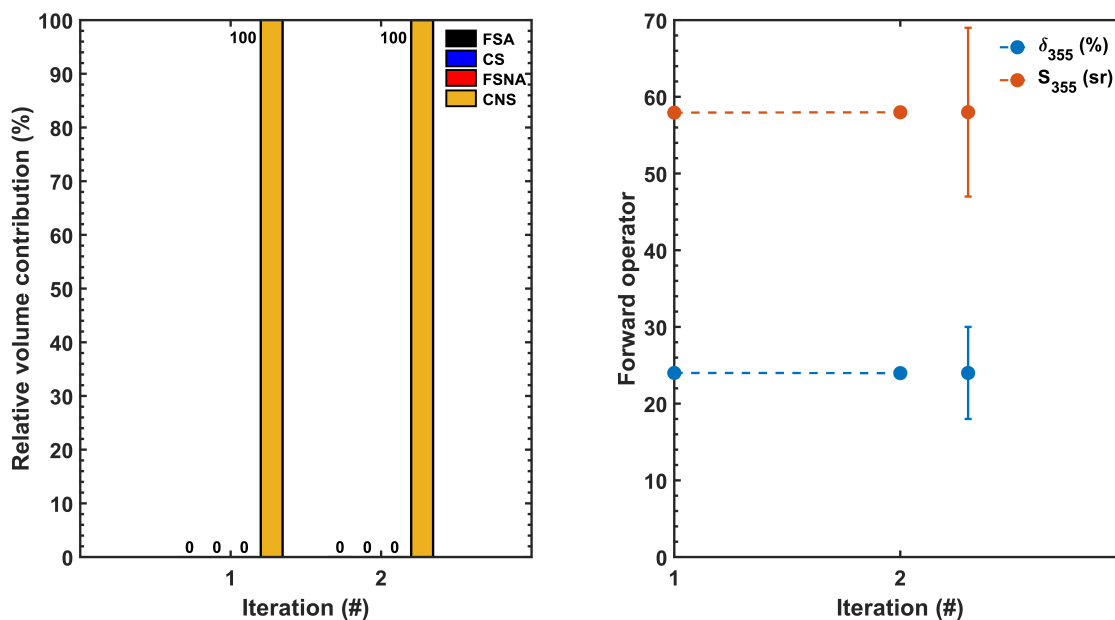 Relative volume contribution (%)
100
90
80
70
60
50
40
30
20
10
0
100
100
0 0 0
0 0 0
1
2
Iteration (#)
FSA
CS
FSNA
CNS
Forward operator
70
60
50
40
30
20
10
0
1
2
Iteration (#)
δ355 (%)
S355 (sr)